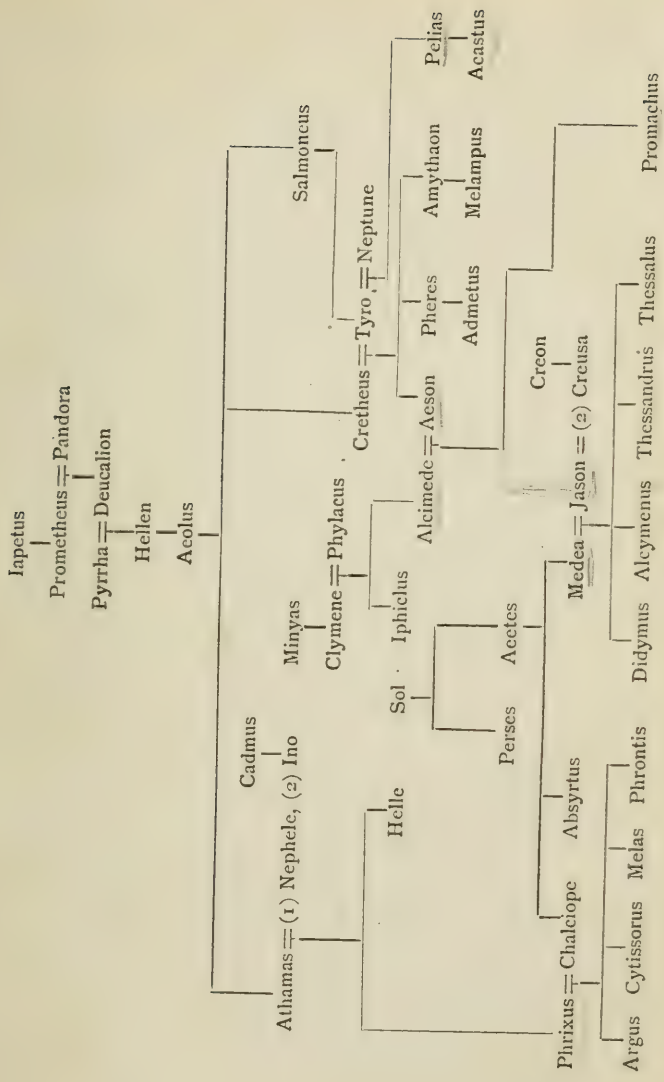 Iapetus
Prometheus = Pandora
Pyrrha = Deucalion
Hellen
Aeolus
Cadmus
Athamas = (1) Nephele, (2) Ino
Salmoneus
Minyas
Clymene = Phylacus
Cretheus = Tyro = Neptune
Helle
Sol
Iphiclus
Alcimede = Aeson Pheres Amythaon Pelias
Admetus Melampus Acastus
Perses Aeetes
Creon
Absyrtus
Phrixus = Chalciope
Medea = Jason = (2) Creusa
Argus Cytissorus Melas Phrontis
Didymus Alcymenus Thessandrus Thessalus
Promachus